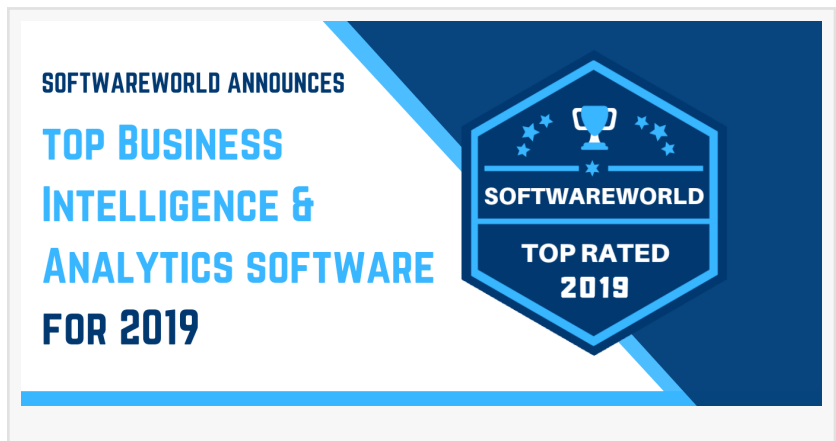 SOFTWAREWORLD ANNOUNCES
TOP BUSINESS
INTELLIGENCE &
ANALYTICS SOFTWARE
FOR 2019
SOFTWAREWORLD
TOP RATED
2019